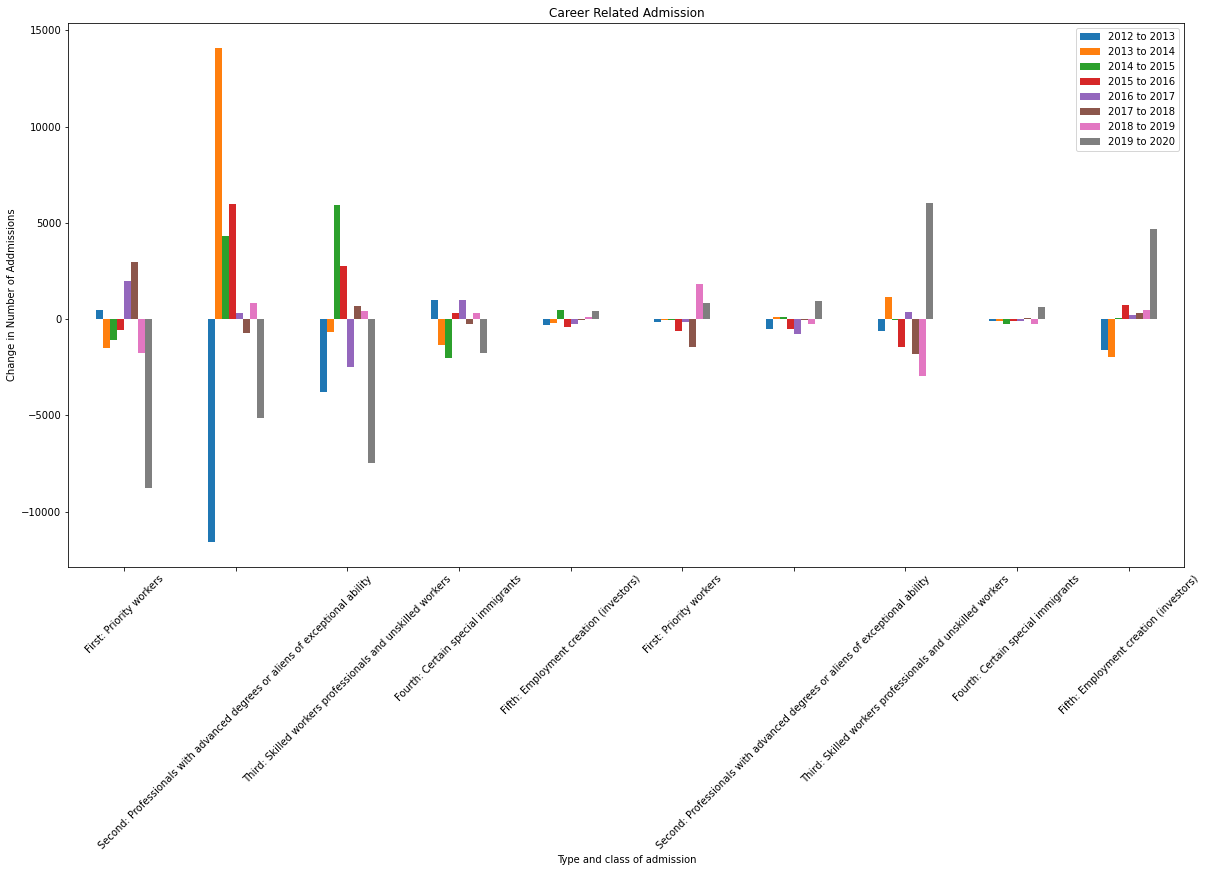 Career Related Admission
15000
10000
5000
0
−5000
−10000
Change in Number of Addmissions
2012 to 2013
2013 to 2014
2014 to 2015
2015 to 2016
2016 to 2017
2017 to 2018
2018 to 2019
2019 to 2020
First: Priority workers
Second: Professionals with advanced degrees or aliens of exceptional ability
Third: Skilled workers professionals and unskilled workers
Fourth: Certain special immigrants
Fifth: Employment creation (investors)
First: Priority workers
Second: Professionals with advanced degrees or aliens of exceptional ability
Third: Skilled workers professionals and unskilled workers
Fourth: Certain special immigrants
Fifth: Employment creation (investors)
Type and class of admission